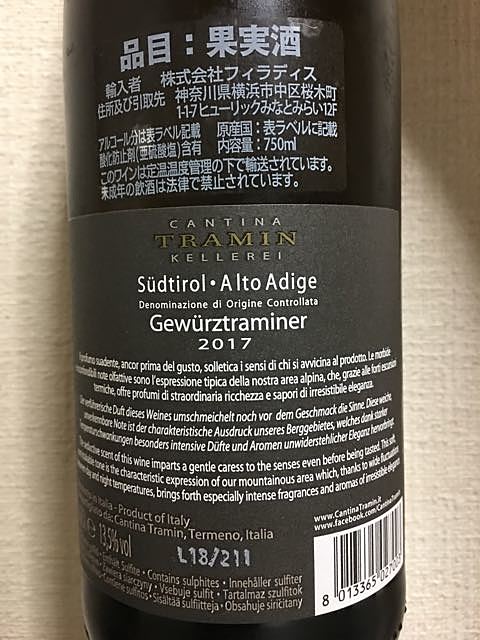 品目：果実酒
輸入者 株式会社フィラディス
住所及び引取先 神奈川県横浜市中区桜木町
1-1-7ヒューリックみなとみらい12F
アルコール分は表ラベル記載 原産国：表ラベルに記載
酸化防止剤(亜硫酸塩)含有 内容量：750ml
このワインは定温温度管理の下で輸送されています。
未成年の飲酒は法律で禁止されています。
CANTINA
TRAMIN
KELLEREI
Südtirol • Alto Adige
Denominazione di Origine Controllata
Gewürztraminer
2017
Il profumo suadente, ancor prima del gusto, solletica i sensi di chi si avvicina al prodotto. Le morbide
inconfondibili note olfattive sono l'espressione tipica della nostra area alpina, che, grazie alle forti escursioni
termiche, offre profumi di straordinaria ricchezza e sapori di irresistibile eleganza.
Der verführerische Duft dieses Weines umschmeichelt noch vor dem Geschmack die Sinne. Diese weiche,
unverwechselbare Note ist der charakteristische Ausdruck unseres Berggebietes, welches dank starker
Temperaturschwankungen besonders intensive Düfte und Aromen unwiderstehlicher Eleganz hervorbringt.
The seductive scent of this wine imparts a gentle caress to the senses even before being tasted. This soft,
tone is the characteristic expression of our mountainous area which, thanks to wide fluctuations
and night temperatures, brings forth especially intense fragrances and aromas of irresistible elegance.
in Italia - Product of Italy
da: Cantina Tramin, Termeno, Italia
13,5%vol
L18/211
www.CantinaTramin.it
www.facebook.com/CantinaTramin
Enthält Sulfite - Contains sulphites • Innehåller sulfiter
• Vsebuje sulfit • Tartalmaz szulfitok
sulfitos • Sisältää sulfiitteja • Obsahuje siričitany
8 013365